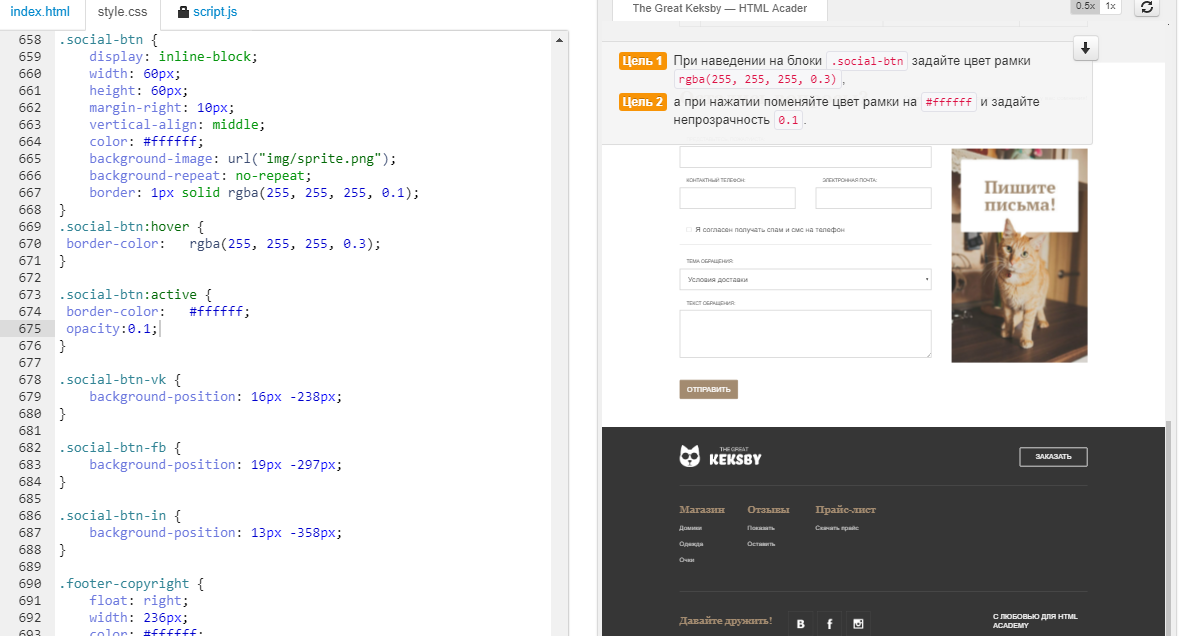 index.html style.css script.js
658 .social-btn {
659 display: inline-block;
660 width: 60px;
661 height: 60px;
662 margin-right: 10px;
663 vertical-align: middle;
664 color: #ffffff;
665 background-image: url("img/sprite.png");
666 background-repeat: no-repeat;
667 border: 1px solid rgba(255, 255, 255, 0.1);
668 }
669 .social-btn:hover {
670 border-color: rgba(255, 255, 255, 0.3);
671 }
672
673 .social-btn:active {
674 border-color: #ffffff;
675 opacity:0.1;
676 }
677
678 .social-btn-vk {
679 background-position: 16px -238px;
680 }
681
682 .social-btn-fb {
683 background-position: 19px -297px;
684 }
685
686 .social-btn-in {
687 background-position: 13px -358px;
688 }
689
690 .footer-copyright {
691 float: right;
692 width: 236px;
693 color: #ffffff;
The Great Keksby — HTML Acader
0.5x 1x
Цель 1 При наведении на блоки .social-btn задайте цвет рамки
rgba(255, 255, 255, 0.3),
Цель 2 а при нажатии поменяйте цвет рамки на #ffffff и задайте
непрозрачность 0.1.
КОНТАКТНЫЙ ТЕЛЕФОН: ЭЛЕКТРОННАЯ ПОЧТА:
Я согласен получать спам и смс на телефон
ТЕМА ОБРАЩЕНИЯ:
Условия доставки
ТЕКСТ ОБРАЩЕНИЯ:
ОТПРАВИТЬ
Пишите
письма!
THE GREAT
KEKSBY
ЗАКАЗАТЬ
Магазин Отзывы Прайс-лист
Домики Показать Скачать прайс
Одежда Оставить
Очки
Давайте дружить! В f
С ЛЮБОВЬЮ ДЛЯ HTML
ACADEMY